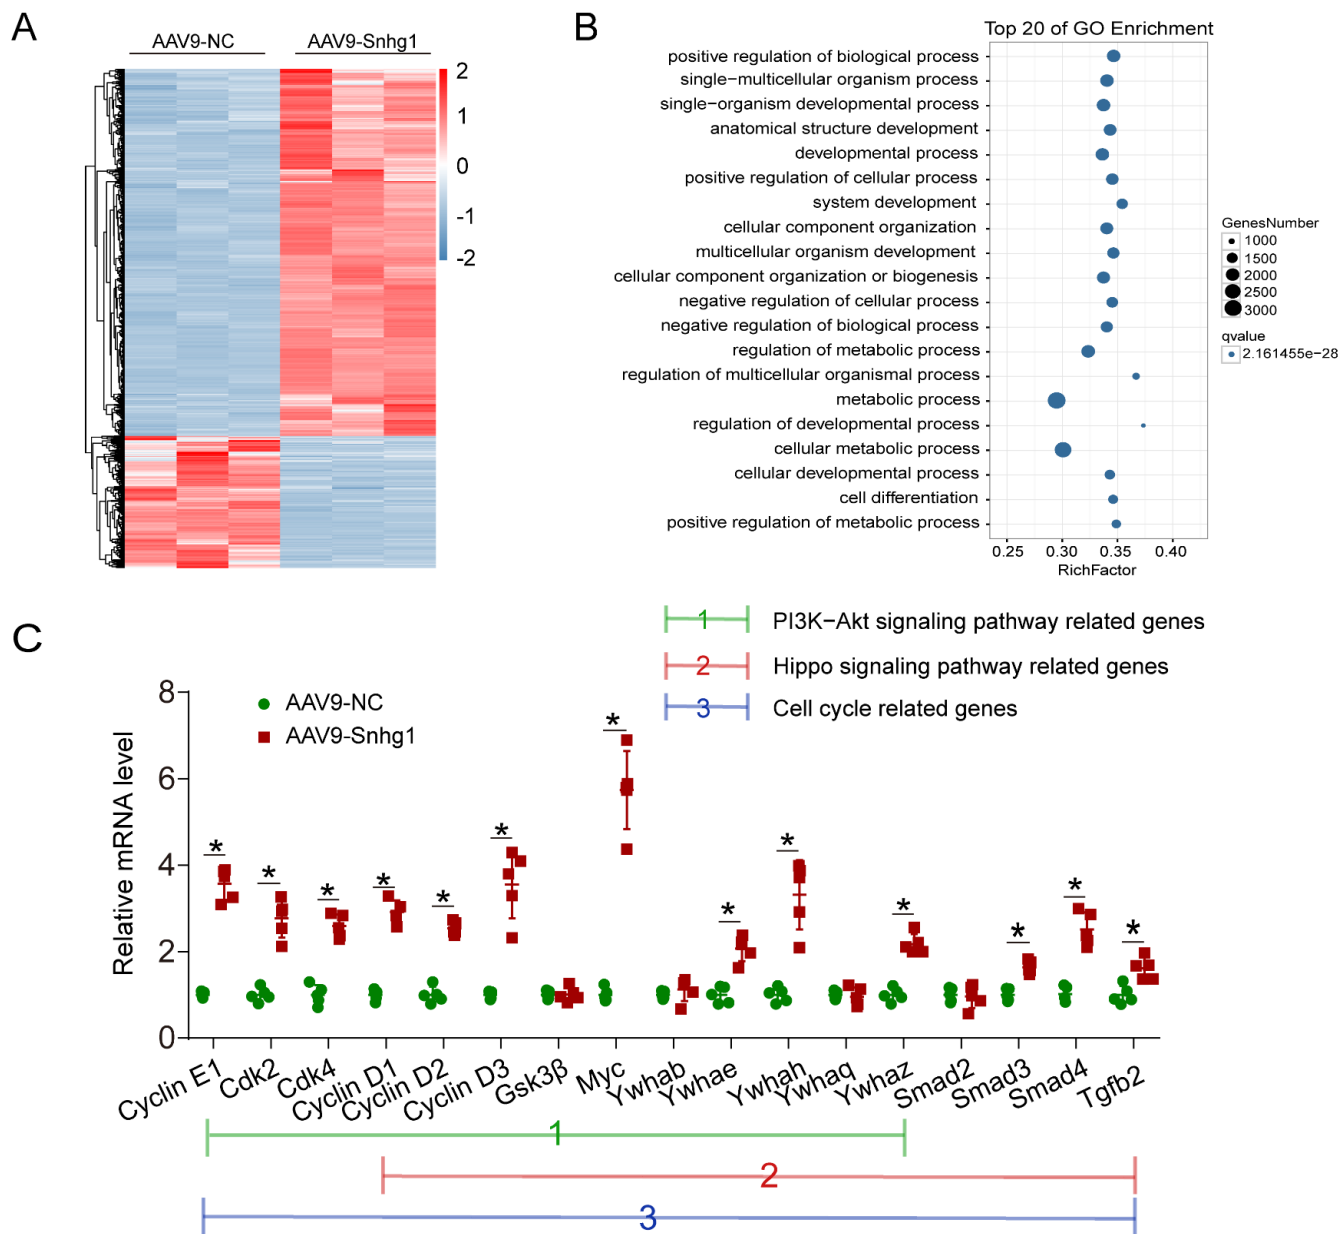 A
AAV9-NC
AAV9-Snhg1
2
1
0
-1
-2
B
Top 20 of GO Enrichment
positive regulation of biological process
single−multicellular organism process
single−organism developmental process
anatomical structure development
developmental process
positive regulation of cellular process
system development
cellular component organization
multicellular organism development
cellular component organization or biogenesis
negative regulation of cellular process
negative regulation of biological process
regulation of metabolic process
regulation of multicellular organismal process
metabolic process
regulation of developmental process
cellular metabolic process
cellular developmental process
cell differentiation
positive regulation of metabolic process
0.25 0.30 0.35 0.40
RichFactor
GenesNumber
1000
1500
2000
2500
3000
qvalue
2.161455e−28
C
1 PI3K−Akt signaling pathway related genes
2 Hippo signaling pathway related genes
3 Cell cycle related genes
AAV9-NC
AAV9-Snhg1
Relative mRNA level
8
6
4
2
0
* * * * * * * * * * * * *
Cyclin E1
Cdk2
Cdk4
Cyclin D1
Cyclin D2
Cyclin D3
Gsk3β
Myc
Ywhab
Ywhae
Ywhah
Ywhaq
Ywhaz
Smad2
Smad3
Smad4
Tgfb2
1
2
3